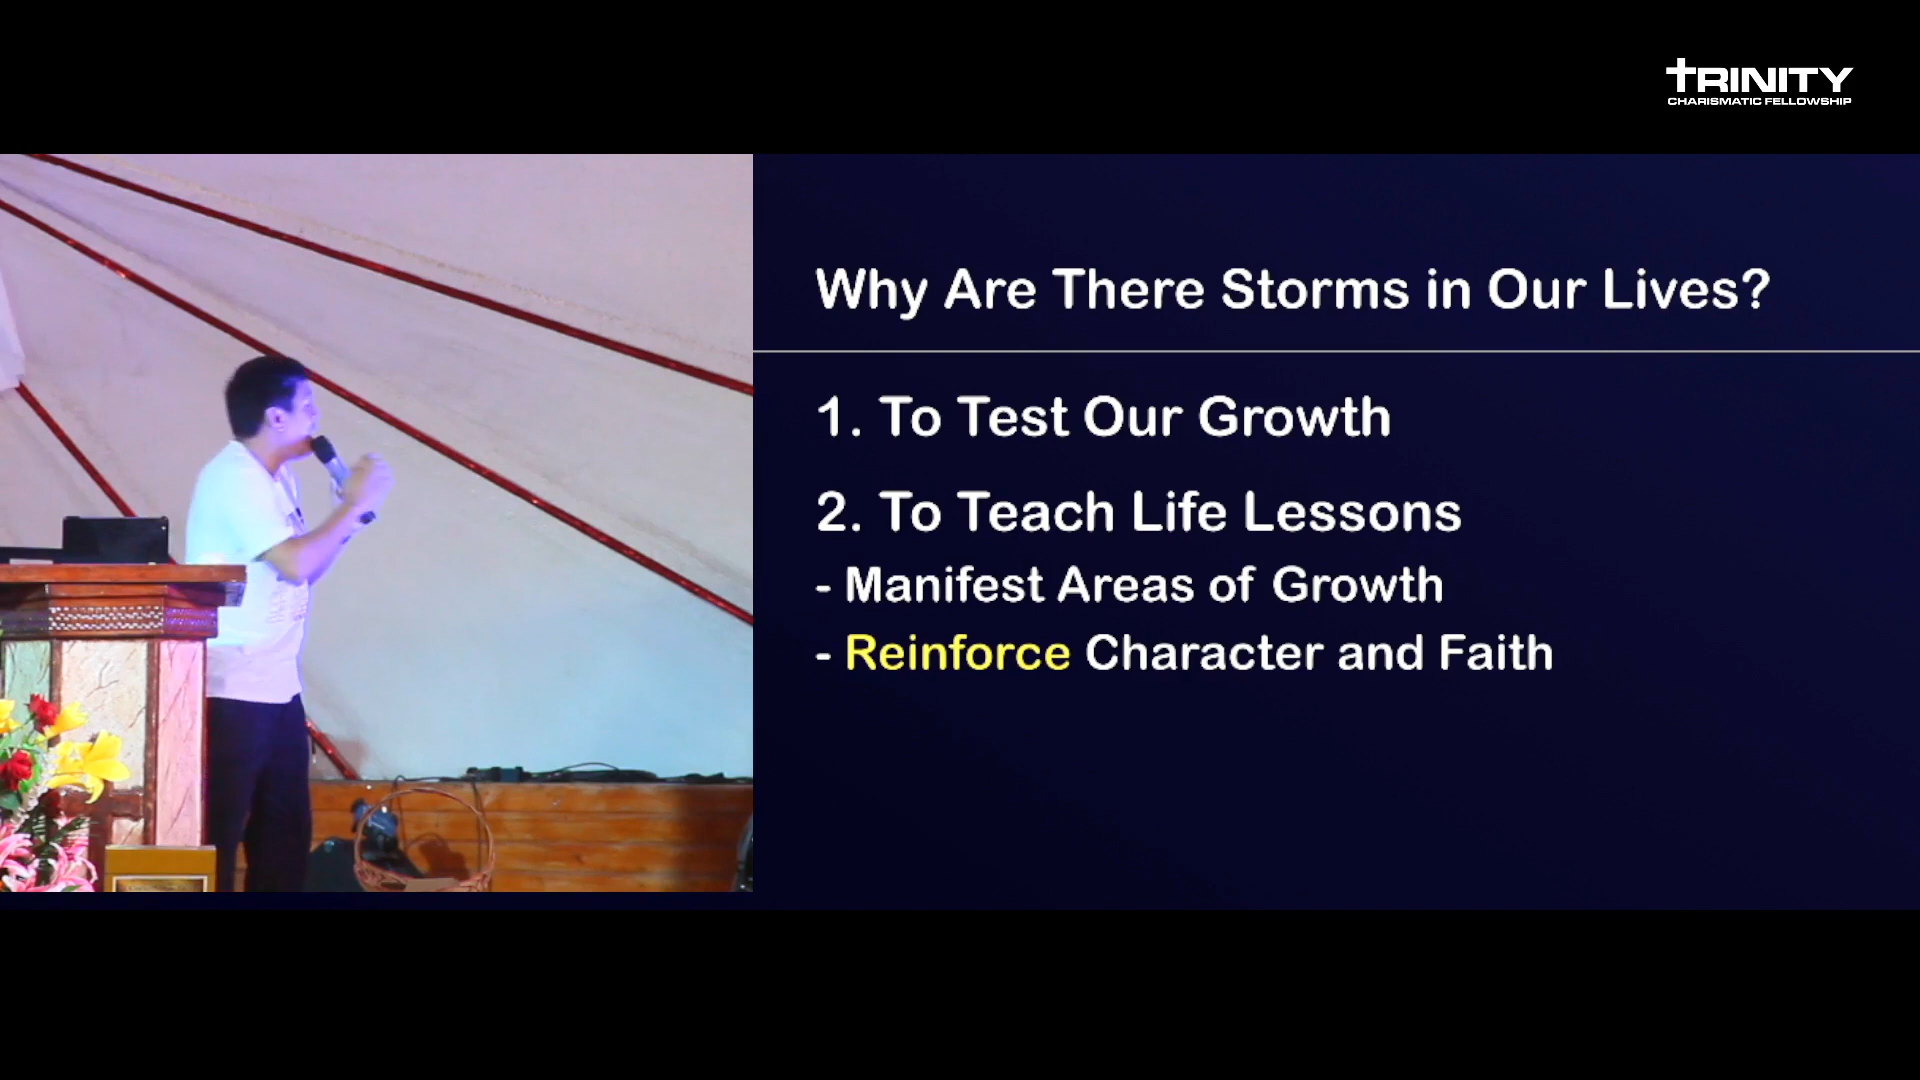 TRINITY
CHARISMATIC FELLOWSHIP
Why Are There Storms in Our Lives?
1. To Test Our Growth
2. To Teach Life Lessons
- Manifest Areas of Growth
- Reinforce Character and Faith